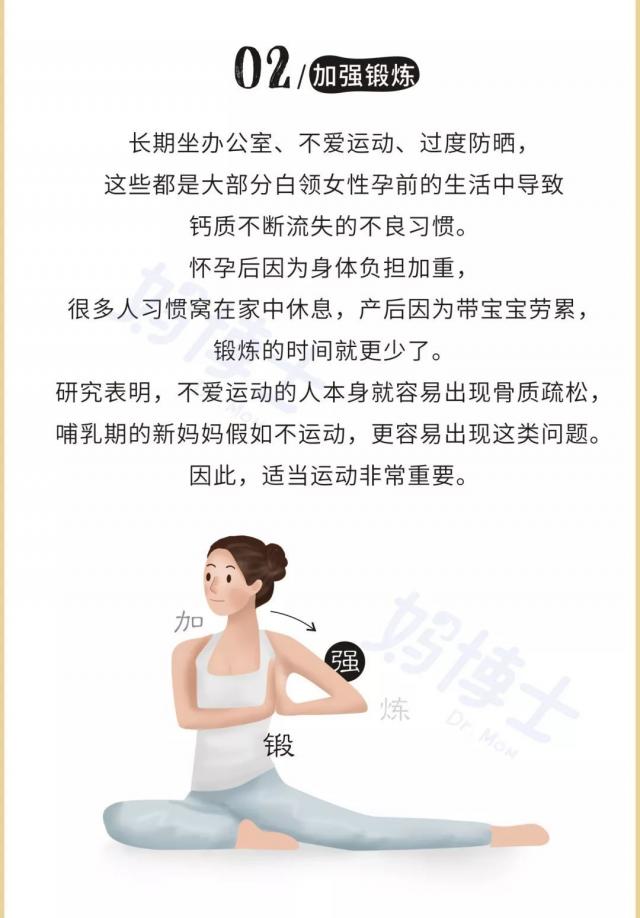 02/加强锻炼
长期坐办公室、不爱运动、过度防晒，
这些都是大部分白领女性孕前的生活中导致
钙质不断流失的不良习惯。
怀孕后因为身体负担加重，
很多人习惯窝在家中休息，产后因为带宝宝劳累，
锻炼的时间就更少了。
研究表明，不爱运动的人本身就容易出现骨质疏松，
哺乳期的新妈妈假如不运动，更容易出现这类问题。
因此，适当运动非常重要。
妈博士
加
强
锻
炼
妈博士
Dr. Mom